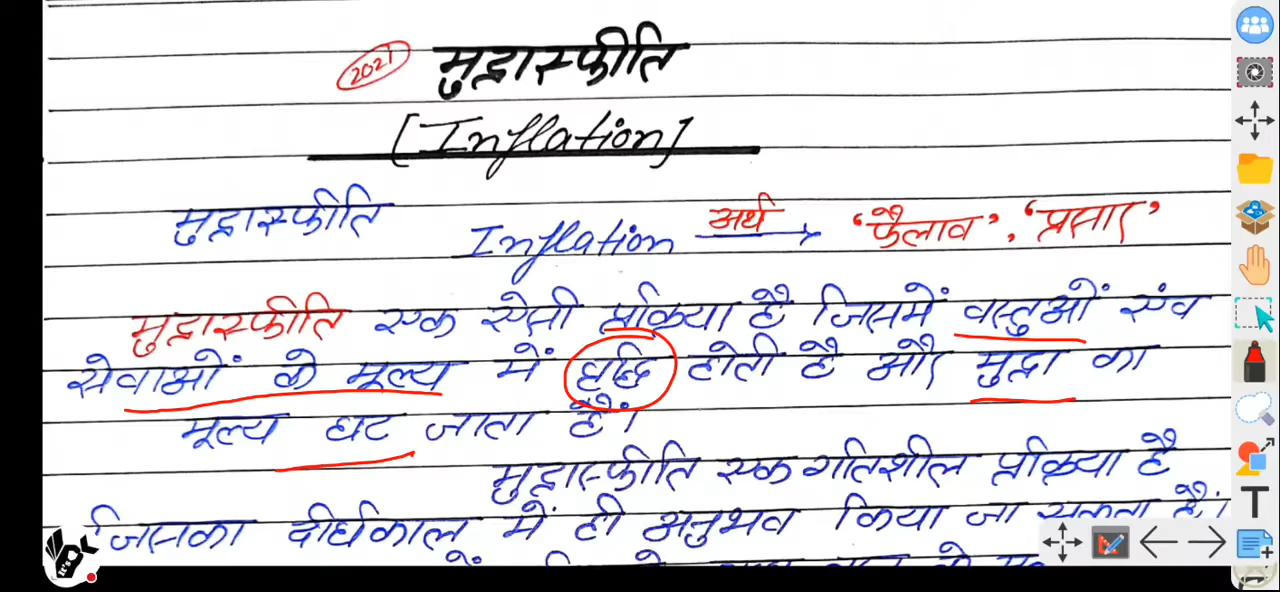 2021 मुद्रास्फीति
[Inflation]
मुद्रास्फीति Inflation अर्थ → 'फैलाव', 'प्रसार'
मुद्रास्फीति एक ऐसी प्रक्रिया है जिसमें वस्तुओं एंव
सेवाओं के मूल्य में वृद्धि होती है और मुद्रा का
मूल्य घट जाता है।
मुद्रास्फीति एक गतिशील प्रक्रिया है
जिसका दीर्घकाल में ही अनुभव किया जा सकता है।